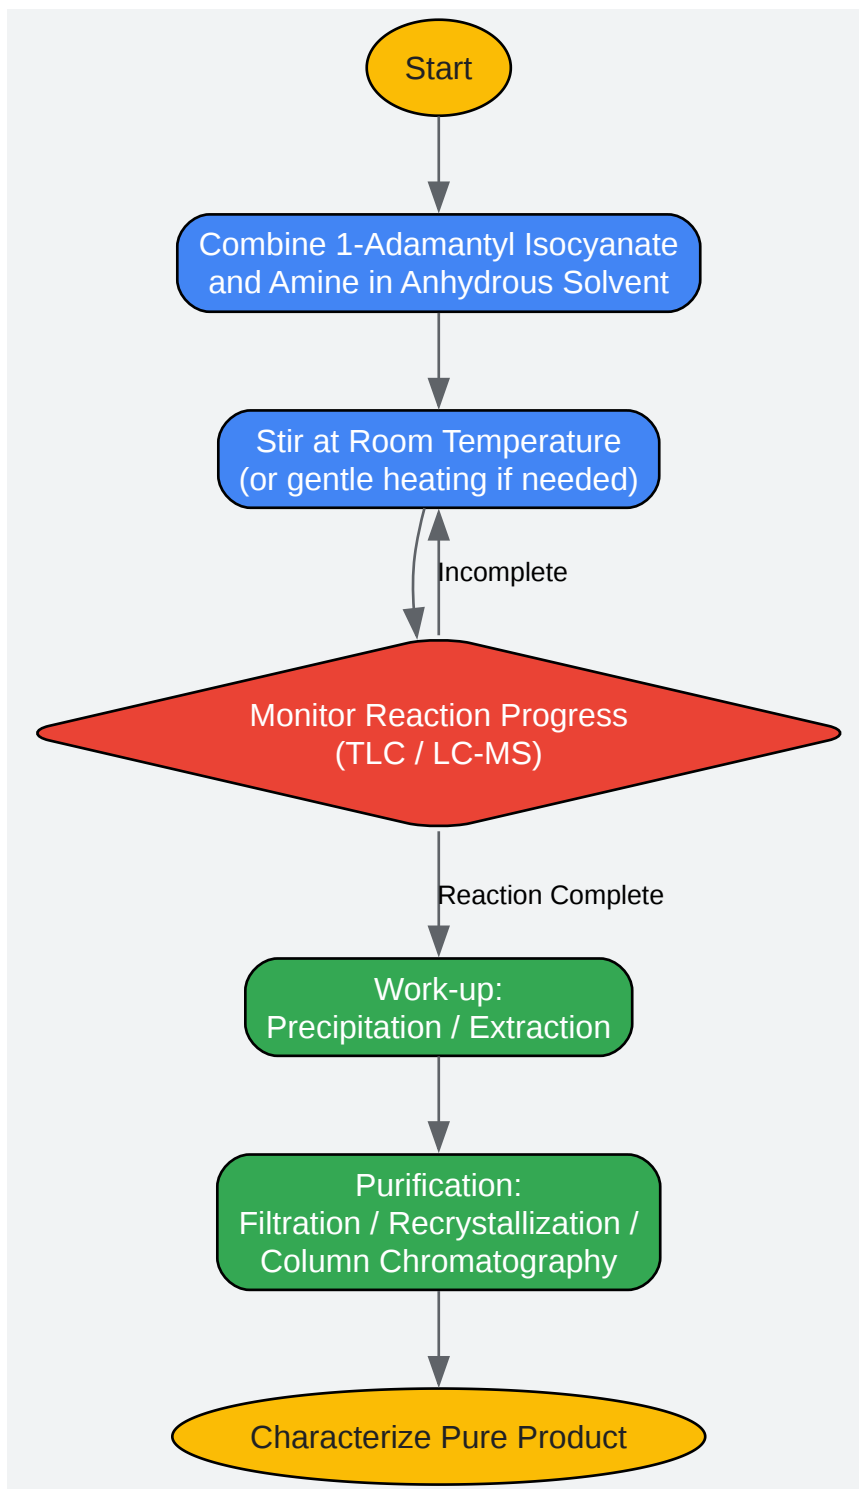 Start
Combine 1-Adamantyl Isocyanate
and Amine in Anhydrous Solvent
Stir at Room Temperature
(or gentle heating if needed)
Incomplete
Monitor Reaction Progress
(TLC / LC-MS)
Reaction Complete
Work-up:
Precipitation / Extraction
Purification:
Filtration / Recrystallization /
Column Chromatography
Characterize Pure Product